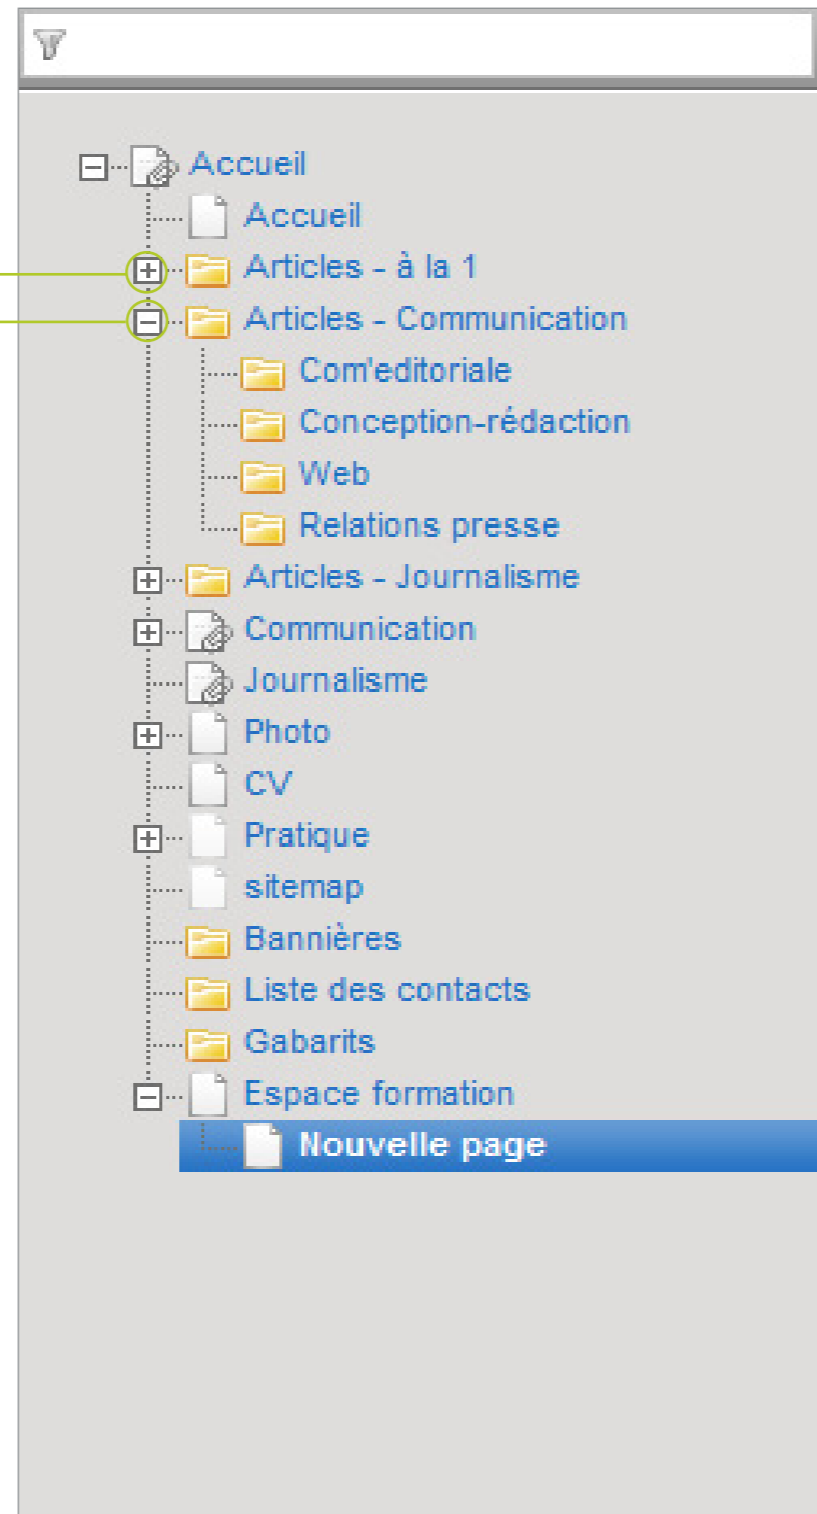 Accueil
Accueil
Articles - à la 1
Articles - Communication
Com'editoriale
Conception-rédaction
Web
Relations presse
Articles - Journalisme
Communication
Journalisme
Photo
CV
Pratique
sitemap
Bannières
Liste des contacts
Gabarits
Espace formation
Nouvelle page